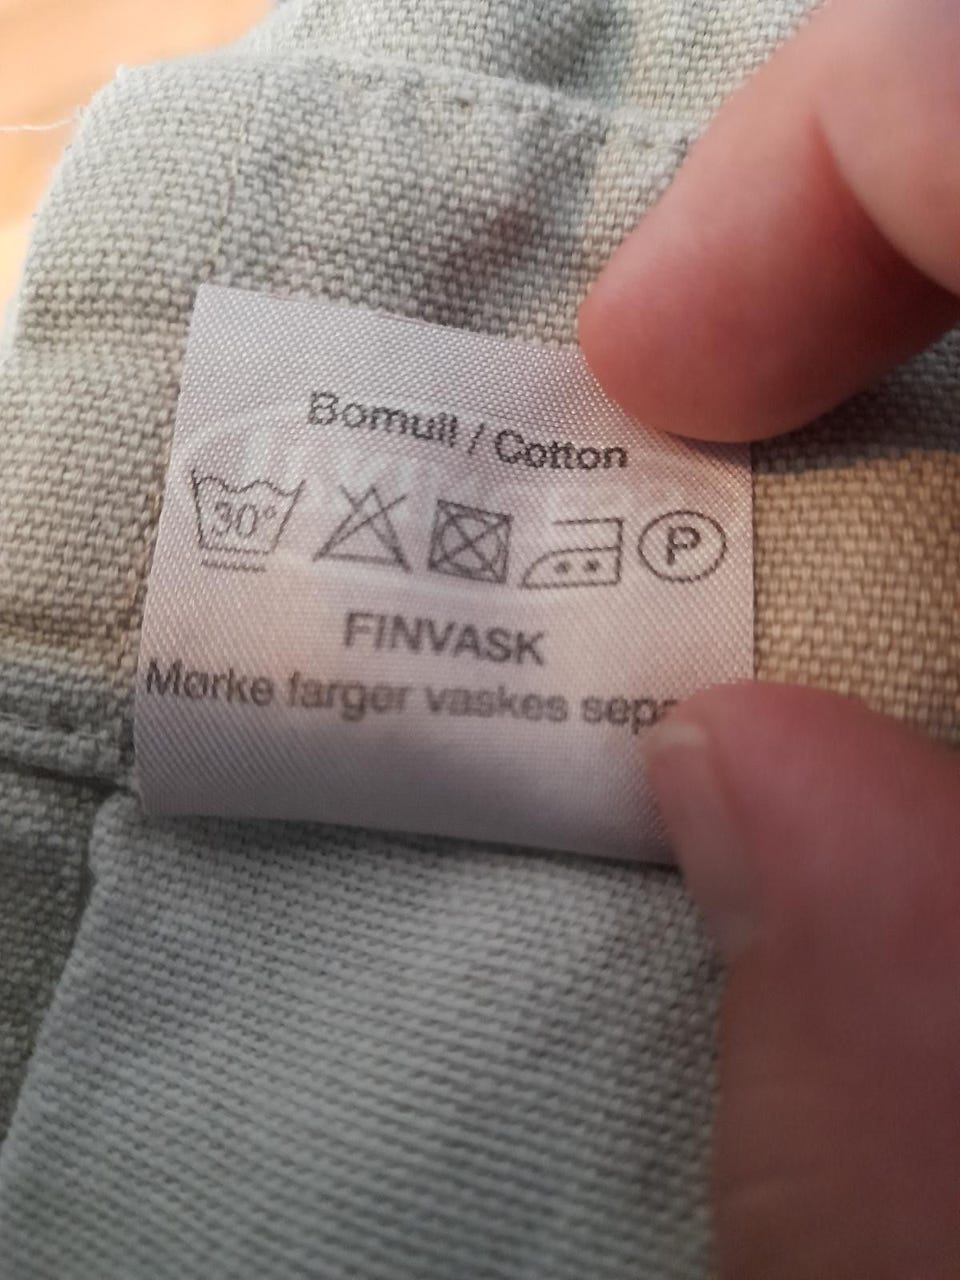 Bomull / Cotton
30° P
FINVASK
Mørke farger vaskes